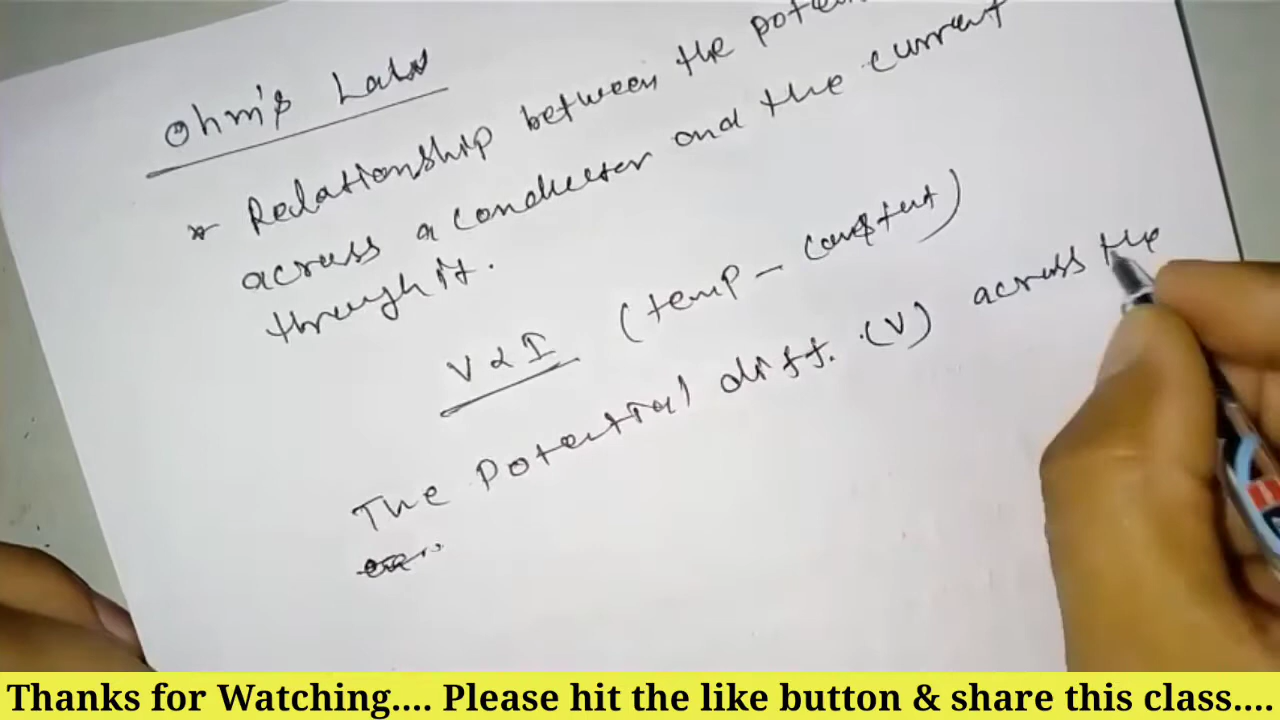 Ohm's Law
* Relationship between the poten
across a conductor and the current
through it.
V α I (temp - constant)
The Potential diff. (V) across the
Thanks for Watching.... Please hit the like button & share this class....